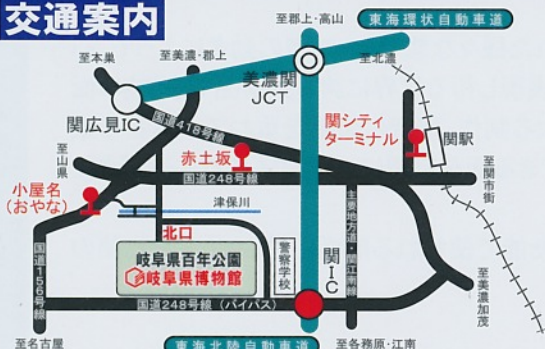 交通案内
至郡上・高山
東海環状自動車道
至本巣
至美濃・郡上
至北濃
美濃関
JCT
関広見IC
国道418号線
関シティ
ターミナル
関駅
至山県
赤土坂
国道248号線
至関市街
小屋名
(おやな)
津保川
北口
主要地方道・関江南線
岐阜県百年公園
岐阜県博物館
警察学校
関IC
国道156号線
国道248号線(バイパス)
至美濃加茂
至名古屋
東海北陸自動車道
至各務原・江南